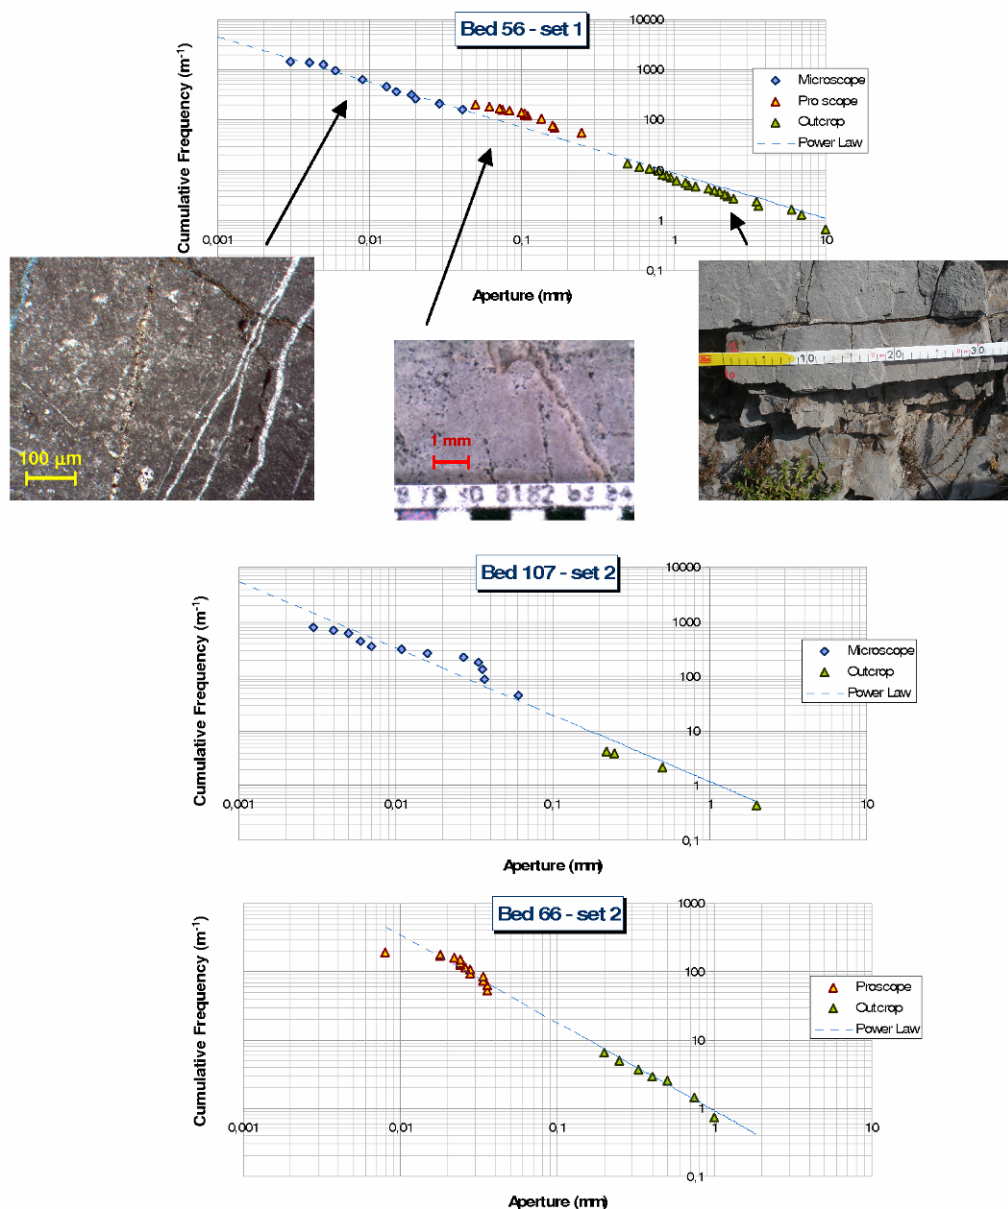 Bed 56 - set 1
10000
1000
100
10
1
0,1
Cumulative Frequency (m⁻¹)
Microscope
Pro scope
Outcrop
Power Law
0,001
0,01
0,1
1
10
Aperture (mm)
100 µm
1 mm
10
20
30
Bed 107 - set 2
10000
1000
100
10
1
0,1
Cumulative Frequency (m⁻¹)
Microscope
Outcrop
Power Law
0,001
0,01
0,1
1
10
Aperture (mm)
Bed 66 - set 2
1000
100
10
1
0,1
Cumulative Frequency (m⁻¹)
Proscope
Outcrop
Power Law
0,001
0,01
0,1
1
10
Aperture (mm)